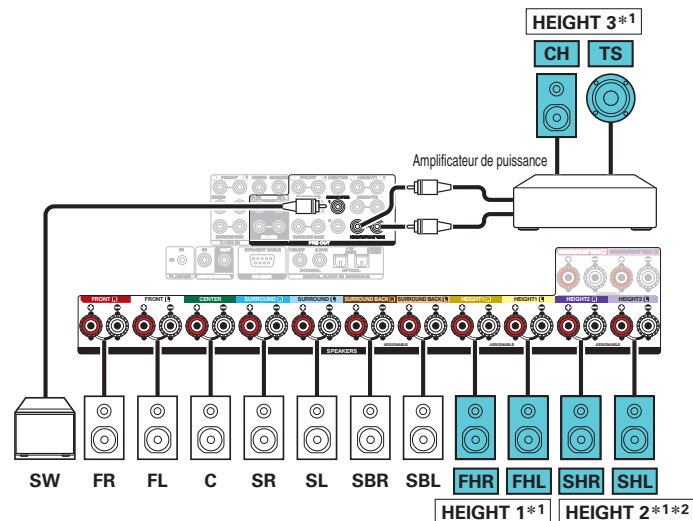 HEIGHT 3*1
CH TS
Amplificateur de puissance
PRE OUT
FRONT FRONT CENTER SURROUND SURROUND SURROUND BACK SURROUND BACK HEIGHT1 HEIGHT1 HEIGHT2 HEIGHT2
ASSIGNABLE ASSIGNABLE ASSIGNABLE
SPEAKERS
SW FR FL C SR SL SBR SBL FHR FHL SHR SHL
HEIGHT 1*1 HEIGHT 2*1*2